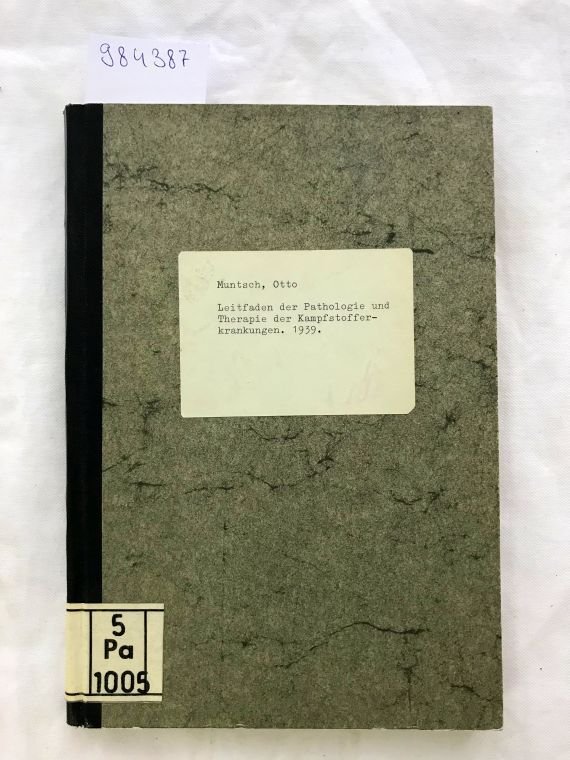 984387
Muntsch, Otto
Leitfaden der Pathologie und
Therapie der Kampfstoffer-
krankungen. 1939.
5
Pa
1005